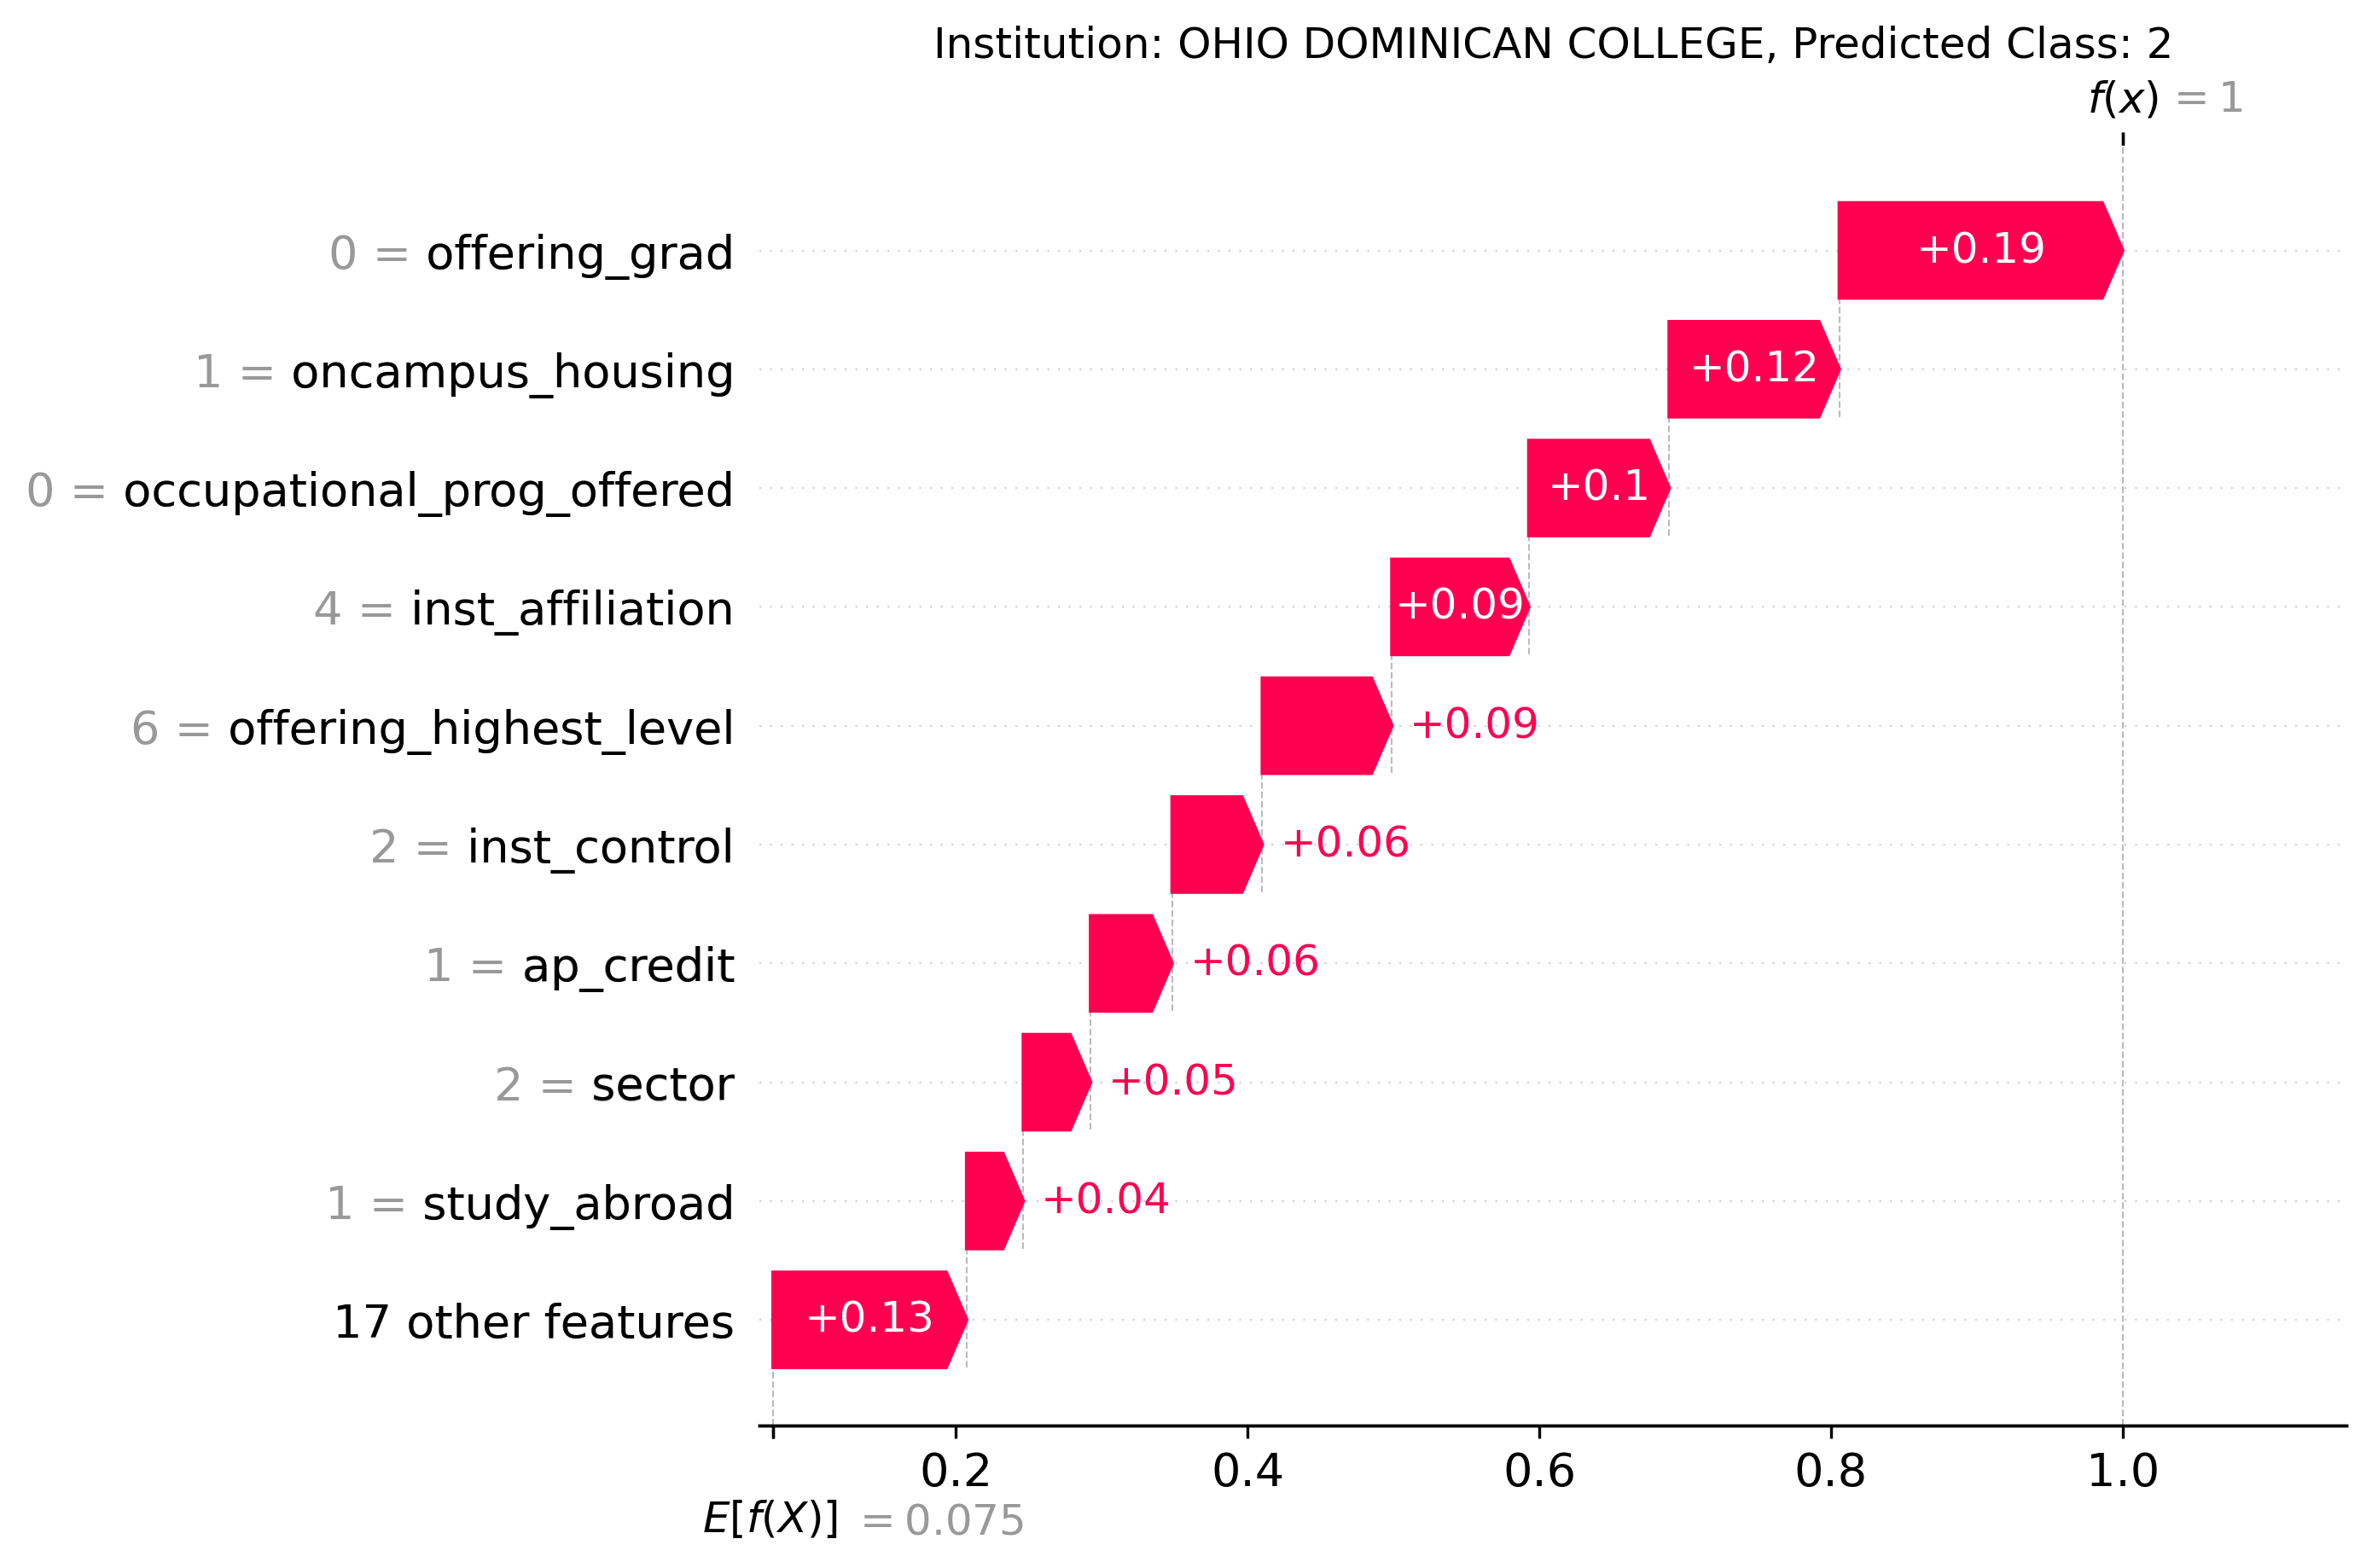 Institution: OHIO DOMINICAN COLLEGE, Predicted Class: 2
f(x) = 1
0 = offering_grad
+0.19
1 = oncampus_housing
+0.12
0 = occupational_prog_offered
+0.1
4 = inst_affiliation
+0.09
6 = offering_highest_level
+0.09
2 = inst_control
+0.06
1 = ap_credit
+0.06
2 = sector
+0.05
1 = study_abroad
+0.04
17 other features
+0.13
0.2 0.4 0.6 0.8 1.0
E[f(X)] = 0.075